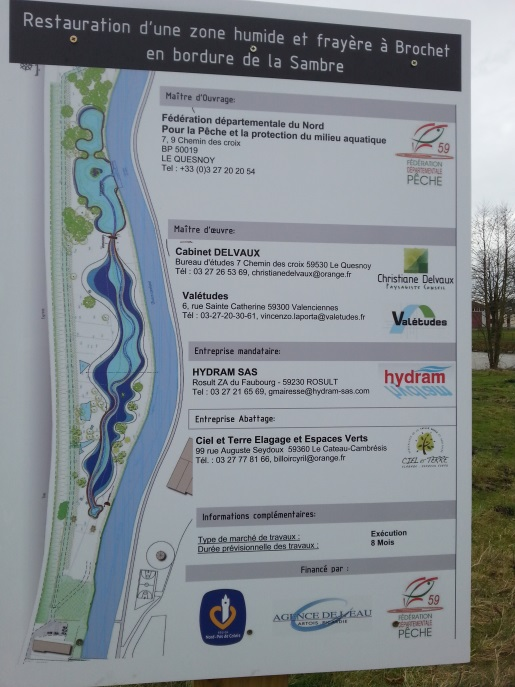 Restauration d'une zone humide et frayère à Brochet
en bordure de la Sambre
Maître d'Ouvrage:
Fédération départementale du Nord
Pour la Pêche et la protection du milieu aquatique
7, 9 Chemin des croix
BP 50019
LE QUESNOY
Tel : +33 (0)3 27 20 20 54
59
FÉDÉRATION
DÉPARTEMENTALE
PÊCHE
Maître d'œuvre:
Cabinet DELVAUX
Bureau d'études 7 Chemin des croix 59530 Le Quesnoy
Tél : 03 27 26 53 69, christianedelvaux@orange.fr
Christiane Delvaux
Paysagiste Conseil
Valétudes
6, rue Sainte Catherine 59300 Valenciennes
Tél : 03-27-20-30-61, vincenzo.laporta@valetudes.fr
Valétudes
Entreprise mandataire:
HYDRAM SAS
Rosult ZA du Faubourg - 59230 ROSULT
Tel : 03 27 21 65 69, gmairesse@hydram-sas.com
hydram
Entreprise Abattage:
Ciel et Terre Elagage et Espaces Verts
99 rue Auguste Seydoux 59360 Le Cateau-Cambrésis
Tél. : 03 27 77 81 66, billoircyril@orange.fr
CIEL ET TERRE
Informations complémentaires:
Type de marché de travaux :
Exécution
Durée prévisionnelle des travaux :
8 Mois
Financé par :
Nord-Pas de Calais
AGENCE DE L'EAU
ARTOIS PICARDIE
59
FÉDÉRATION
DÉPARTEMENTALE
PÊCHE